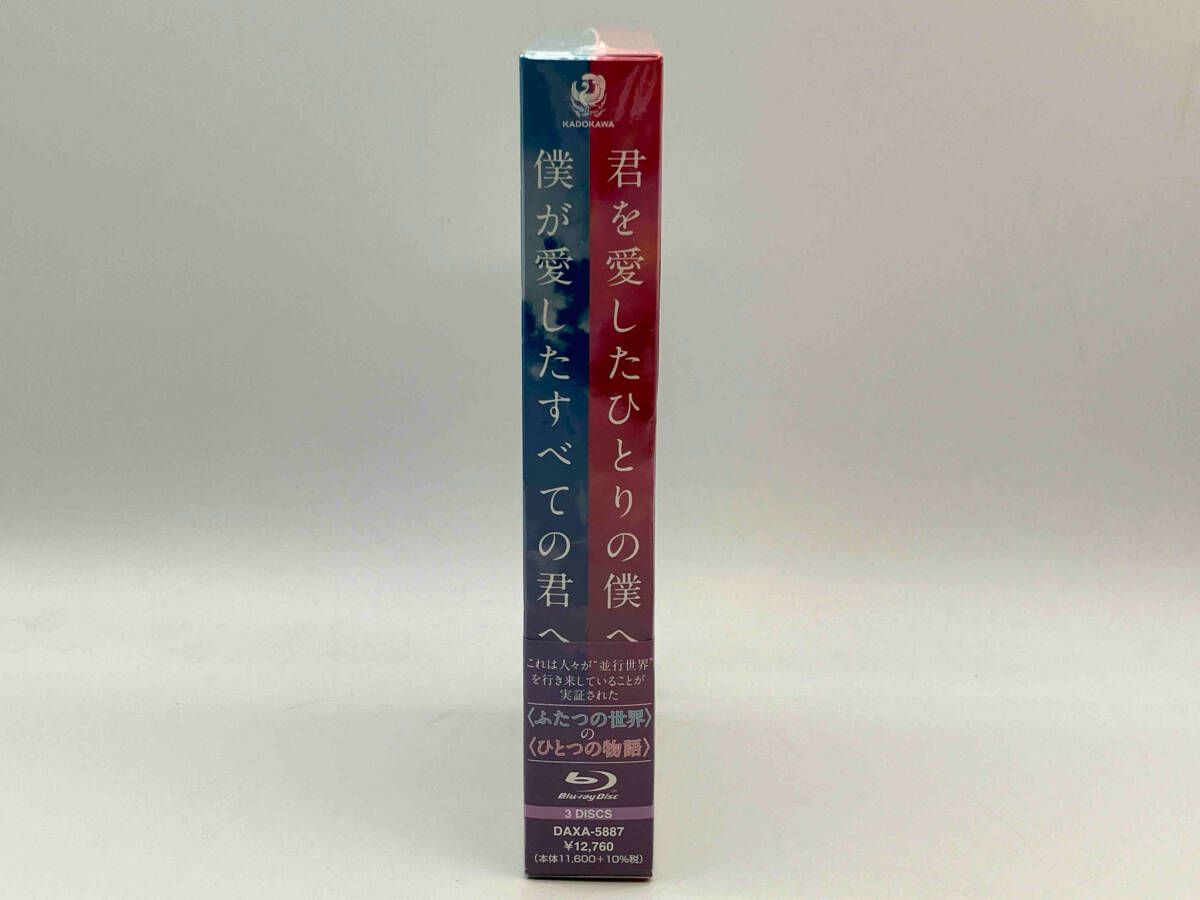 KADOKAWA
君を愛したひとりの僕へ
僕が愛したすべての君へ
これは人々が“並行世界”
を行き来していることが
実証された
〈ふたつの世界〉
の
〈ひとつの物語〉
Blu-ray Disc
3 DISCS
DAXA-5887
¥12,760
(本体11,600+10%税)